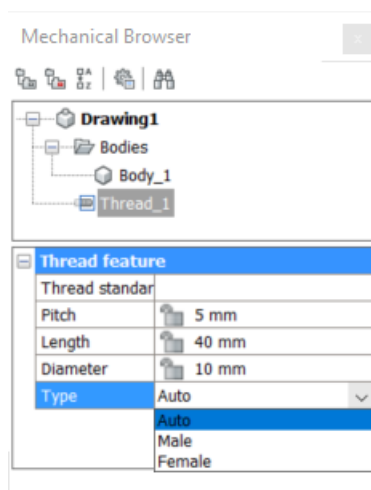 Mechanical Browser
Drawing1
Bodies
Body_1
Thread_1
Thread feature
Thread standar
Pitch 5 mm
Length 40 mm
Diameter 10 mm
Type Auto
Auto
Male
Female